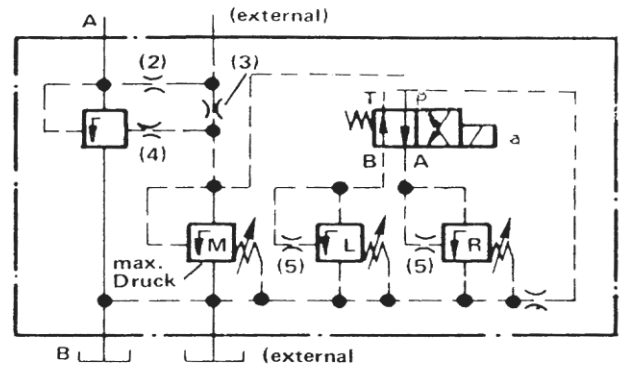 A
(external)
(2)
(3)
(4)
T
p
a
B
A
M
L
R
(5)
(5)
max.
Druck
B
(external